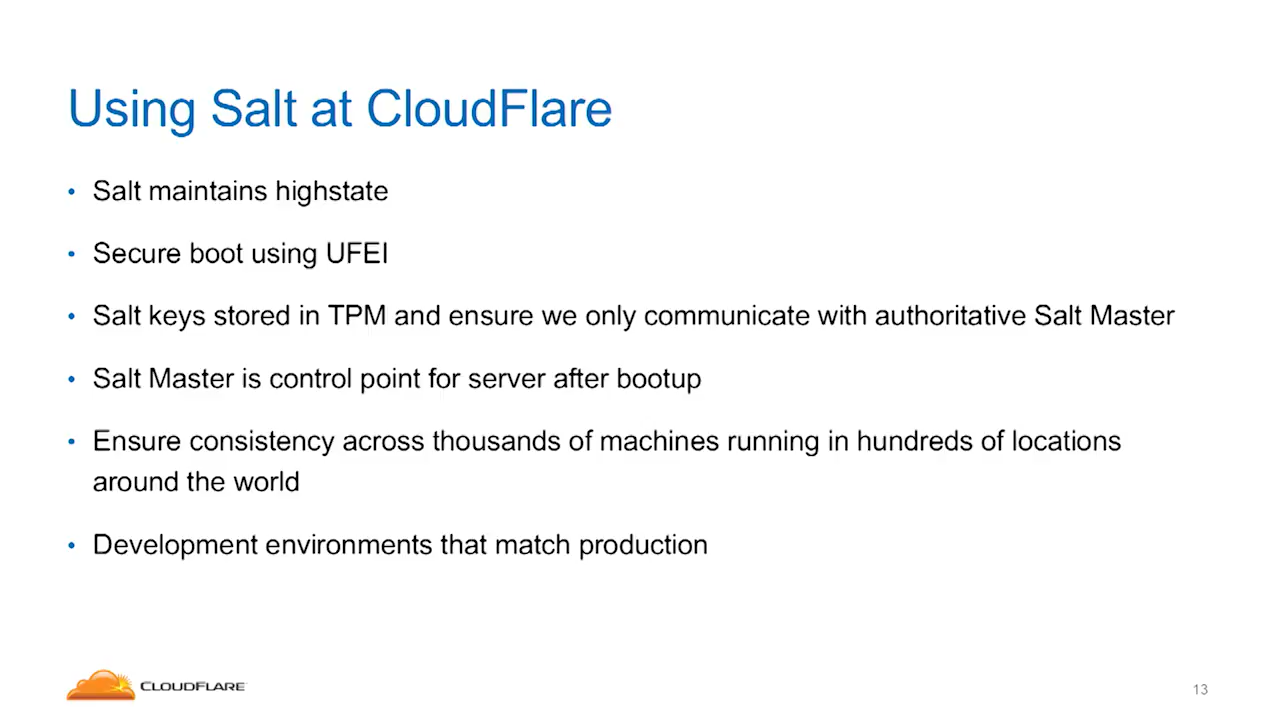 Using Salt at CloudFlare
• Salt maintains highstate
• Secure boot using UFEI
• Salt keys stored in TPM and ensure we only communicate with authoritative Salt Master
• Salt Master is control point for server after bootup
• Ensure consistency across thousands of machines running in hundreds of locations
around the world
• Development environments that match production
CLOUDFLARE
13